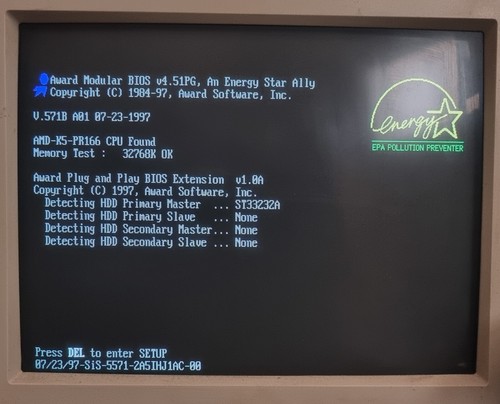 Award Modular BIOS v4.51PG, An Energy Star Ally
Copyright (C) 1984-97, Award Software, Inc.
energy
EPA POLLUTION PREVENTER
V.571B A01 07-23-1997
AMD-K5-PR166 CPU Found
Memory Test : 32768K OK
Award Plug and Play BIOS Extension v1.0A
Copyright (C) 1997, Award Software, Inc.
Detecting HDD Primary Master ... ST33232A
Detecting HDD Primary Slave ... None
Detecting HDD Secondary Master... None
Detecting HDD Secondary Slave ... None
Press DEL to enter SETUP
07/23/97-SiS-5571-2A5IHJ1AC-00